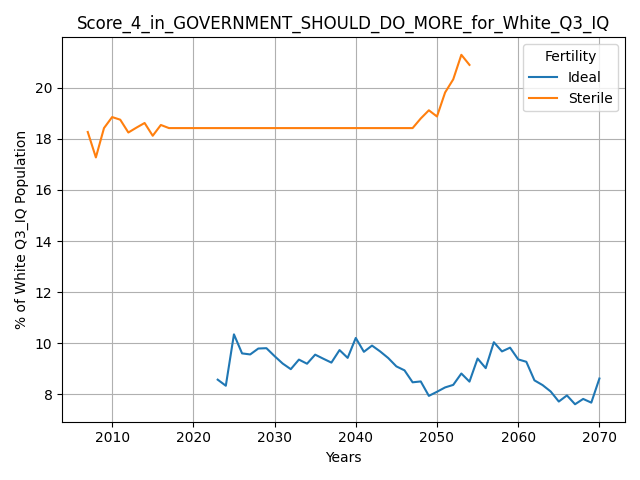 Score_4_in_GOVERNMENT_SHOULD_DO_MORE_for_White_Q3_IQ
% of White Q3_IQ Population
20
18
16
14
12
10
8
Fertility
Ideal
Sterile
2010 2020 2030 2040 2050 2060 2070
Years